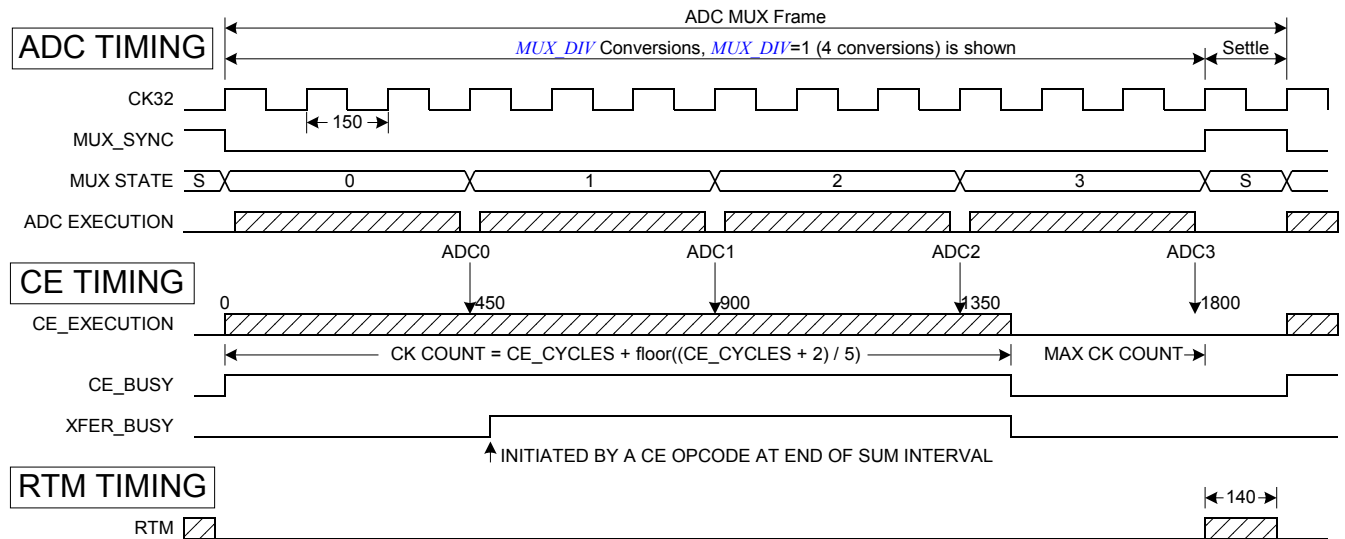 ADC MUX Frame
ADC TIMING
MUX_DIV Conversions, MUX_DIV=1 (4 conversions) is shown
Settle
CK32
150
MUX_SYNC
MUX STATE
S
0
1
2
3
S
ADC EXECUTION
ADC0
ADC1
ADC2
ADC3
CE TIMING
0
450
900
1350
1800
CE_EXECUTION
CK COUNT = CE_CYCLES + floor((CE_CYCLES + 2) / 5)
MAX CK COUNT
CE_BUSY
XFER_BUSY
INITIATED BY A CE OPCODE AT END OF SUM INTERVAL
RTM TIMING
140
RTM